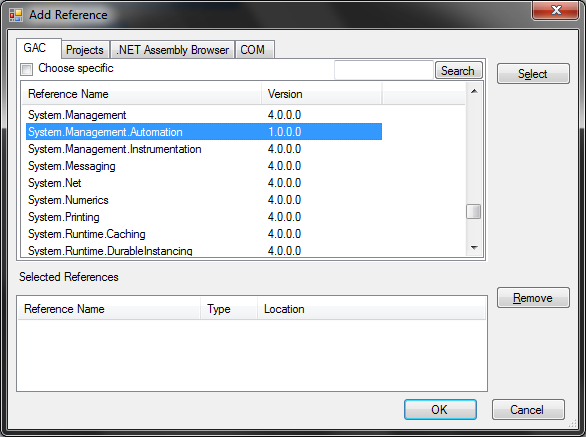 Add Reference
GAC Projects .NET Assembly Browser COM
Choose specific Search Select
Reference Name Version
System.Management 4.0.0.0
System.Management.Automation 1.0.0.0
System.Management.Instrumentation 4.0.0.0
System.Messaging 4.0.0.0
System.Net 4.0.0.0
System.Numerics 4.0.0.0
System.Printing 4.0.0.0
System.Runtime.Caching 4.0.0.0
System.Runtime.DurableInstancing 4.0.0.0
Selected References
Remove
Reference Name Type Location
OK Cancel